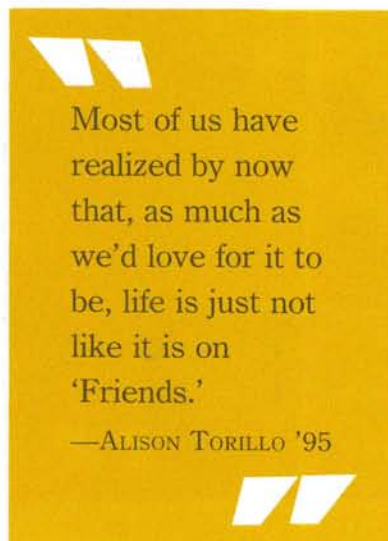 Most of us have
realized by now
that, as much as
we'd love for it to
be, life is just not
like it is on
'Friends.'
—ALISON TORILLO '95